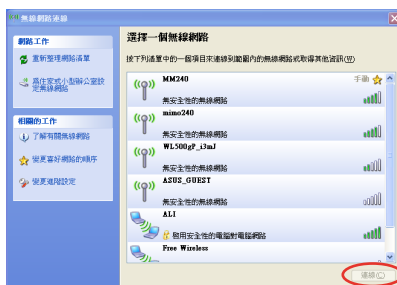 無線網路連線
網路工作
重新整理網路清單
為住家或小型辦公室設定無線網路
相關的工作
了解有關無線網路
變更喜好網路的順序
變更進階設定
選擇一個無線網路
按下列清單中的一個項目來連線到範圍內的無線網路或取得其他資訊(W)
MM240
手動
無安全性的無線網路
mimo240
無安全性的無線網路
WL500gP_i3mJ
無安全性的無線網路
ASUS_GUEST
無安全性的無線網路
ALI
啟用安全性的電腦對電腦網路
Free Wireless
連線(C)